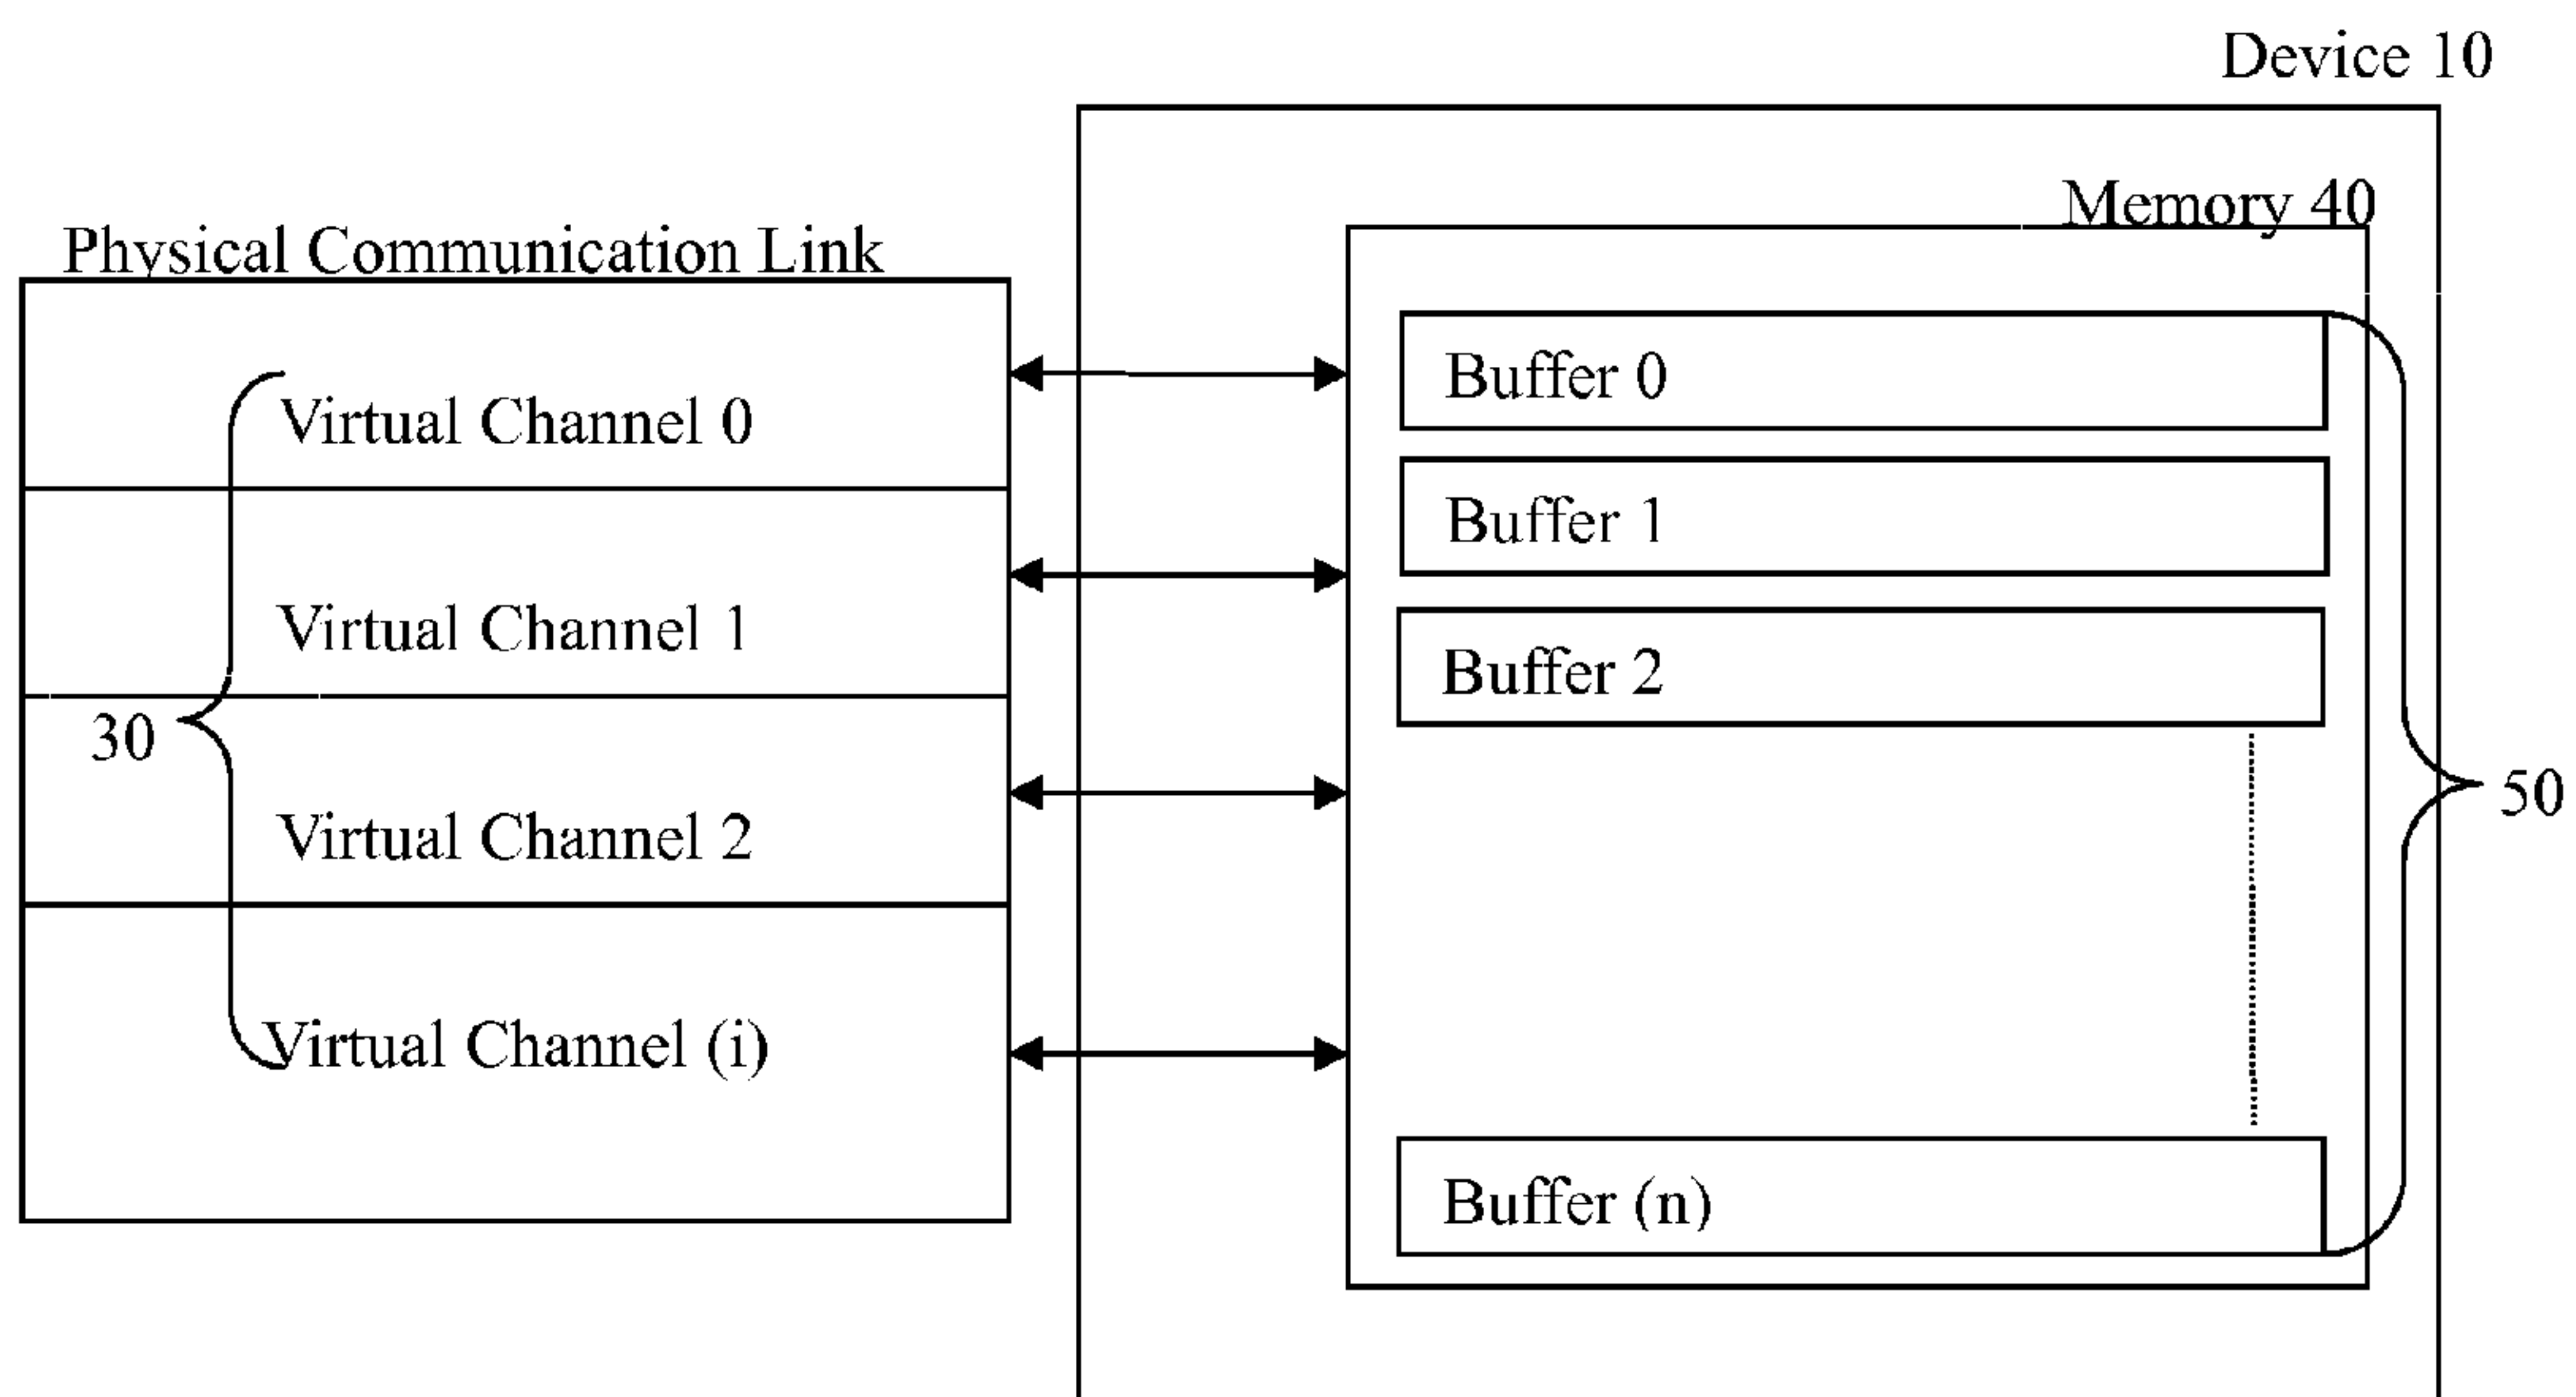 Device 10
Memory 40
Physical Communication Link
Virtual Channel 0
Virtual Channel 1
30
Virtual Channel 2
Virtual Channel (i)
Buffer 0
Buffer 1
Buffer 2
50
Buffer (n)